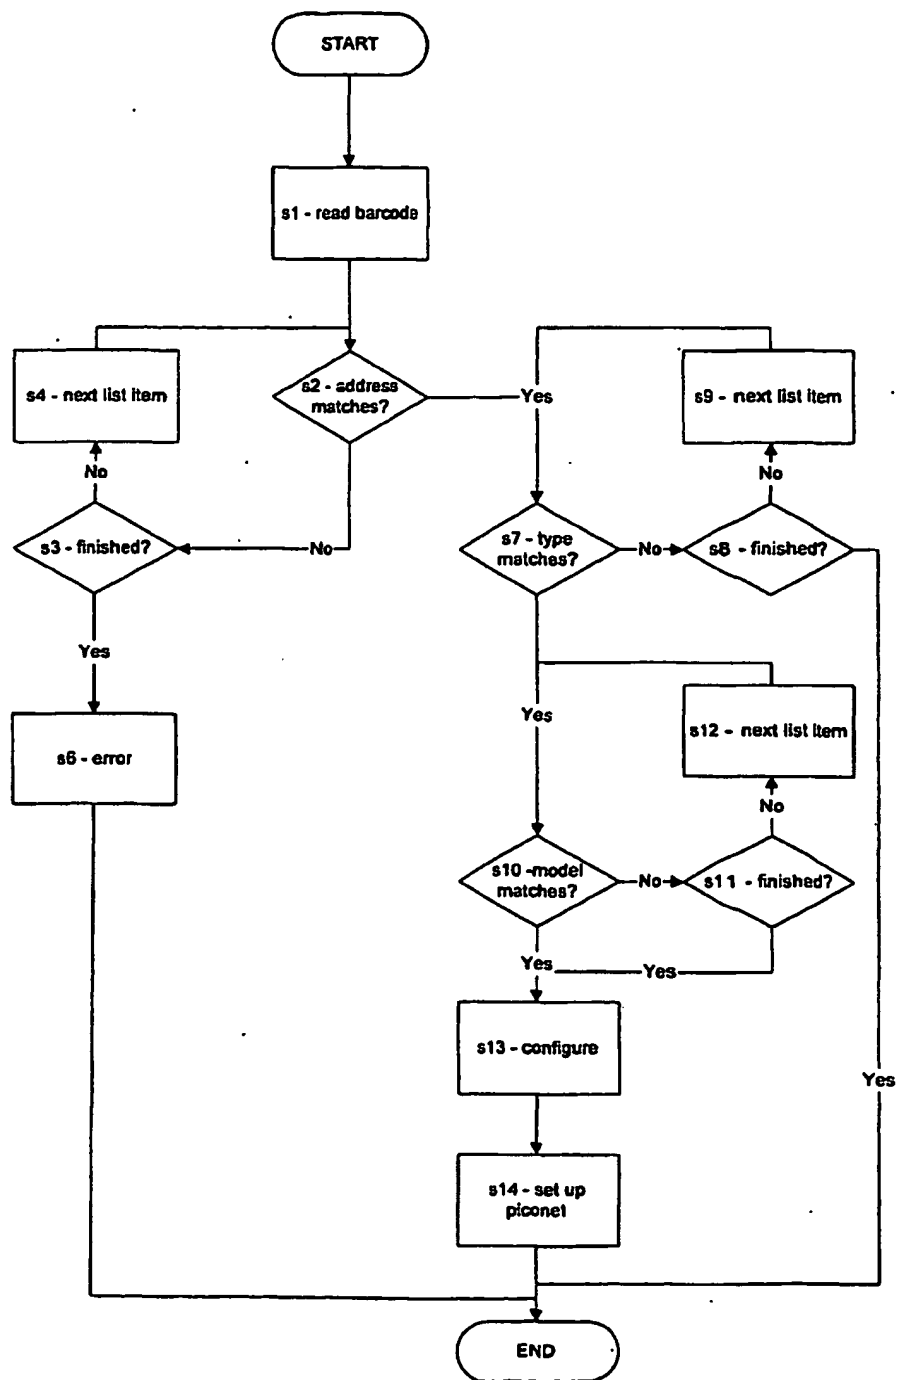 START
s1 - read barcode
s4 - next list item
s2 - address
matches?
Yes
s9 - next list item
No
No
s3 - finished?
No
s7 - type
matches?
No
s8 - finished?
Yes
s6 - error
Yes
s12 - next list item
No
s10 -model
matches?
No
s11 - finished?
Yes
Yes
s13 - configure
Yes
s14 - set up
piconet
END